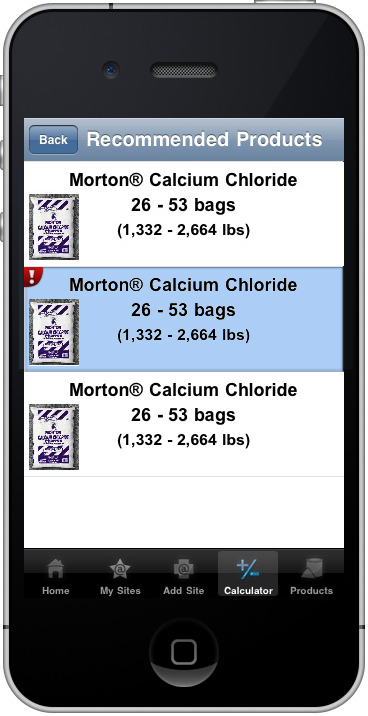 Back
Recommended Products
Morton® Calcium Chloride
26 - 53 bags
(1,332 - 2,664 lbs)
!
Morton® Calcium Chloride
26 - 53 bags
(1,332 - 2,664 lbs)
Morton® Calcium Chloride
26 - 53 bags
(1,332 - 2,664 lbs)
Home
My Sites
Add Site
Calculator
Products